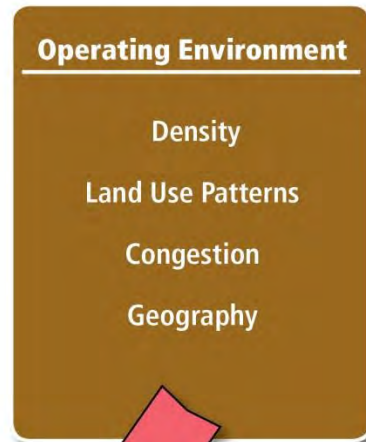 Operating Environment
Density
Land Use Patterns
Congestion
Geography